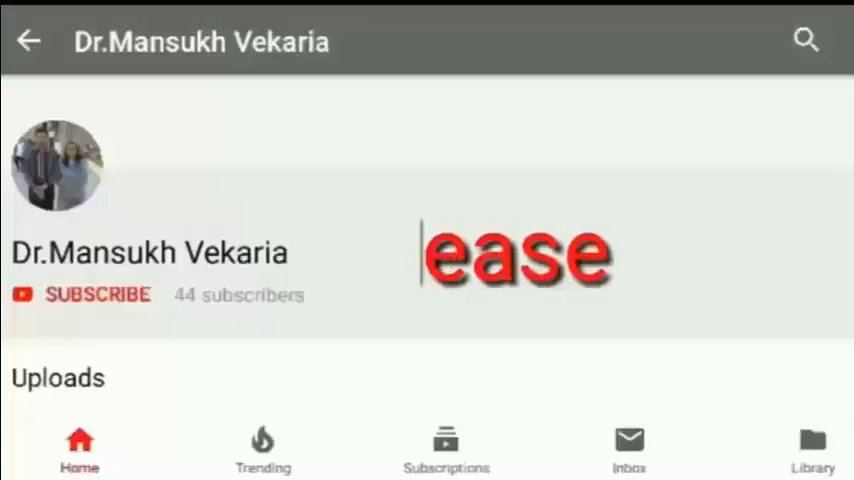 Dr.Mansukh Vekaria
Dr.Mansukh Vekaria
ease
SUBSCRIBE 44 subscribers
Uploads
Home Trending Subscriptions Inbox Library